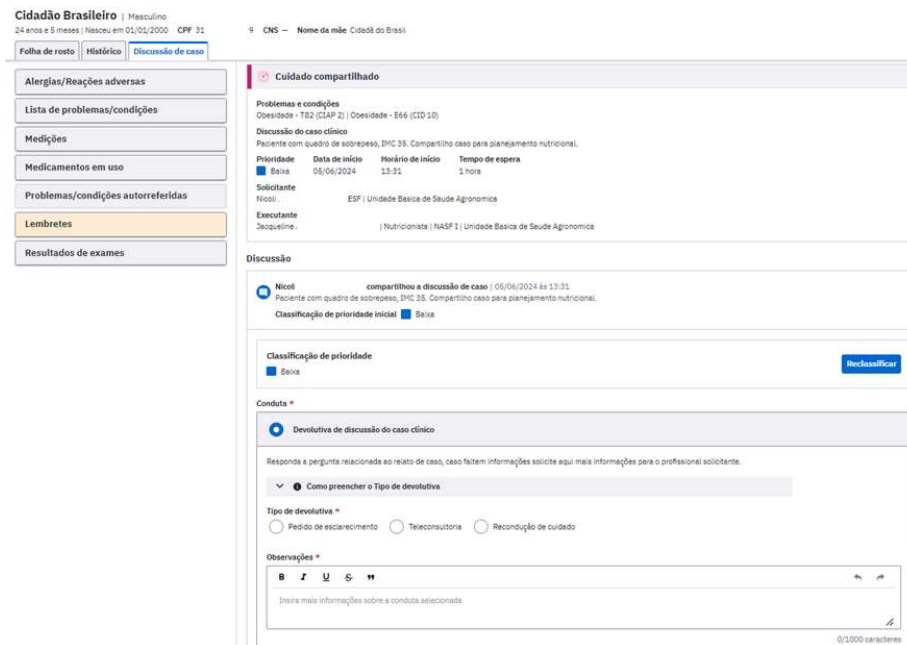 Cidadão Brasileiro | Masculino
24 anos e 5 meses | Nasceu em 01/01/2000 CPF 31 9 CNS — Nome da mãe Cidadã do Brasil
Folha de rosto Histórico Discussão de caso
Alergias/Reações adversas
Lista de problemas/condições
Medições
Medicamentos em uso
Problemas/condições autorreferidas
Lembretes
Resultados de exames
Cuidado compartilhado
Problemas e condições
Obesidade - T82 (CIAP 2) | Obesidade - E66 (CID 10)
Discussão do caso clínico
Paciente com quadro de sobrepeso, IMC 35. Compartilho caso para planejamento nutricional.
Prioridade Data de início Horário de início Tempo de espera
Baixa 05/06/2024 13:31 1 hora
Solicitante
Nicoli . ESF | Unidade Basica de Saude Agronomica
Executante
Jacqueline . | Nutricionista | NASF I | Unidade Basica de Saude Agronomica
Discussão
Nicoli compartilhou a discussão de caso | 05/06/2024 às 13:31
Paciente com quadro de sobrepeso, IMC 35. Compartilho caso para planejamento nutricional.
Classificação de prioridade inicial Baixa
Classificação de prioridade
Baixa
Reclassificar
Conduta *
Devolutiva de discussão do caso clínico
Responda a pergunta relacionada ao relato de caso, caso faltem informações solicite aqui mais informações para o profissional solicitante.
Como preencher o Tipo de devolutiva
Tipo de devolutiva *
Pedido de esclarecimento Teleconsultoria Recondução de cuidado
Observações *
B I U S "
Insira mais informações sobre a conduta selecionada
0/1000 caracteres